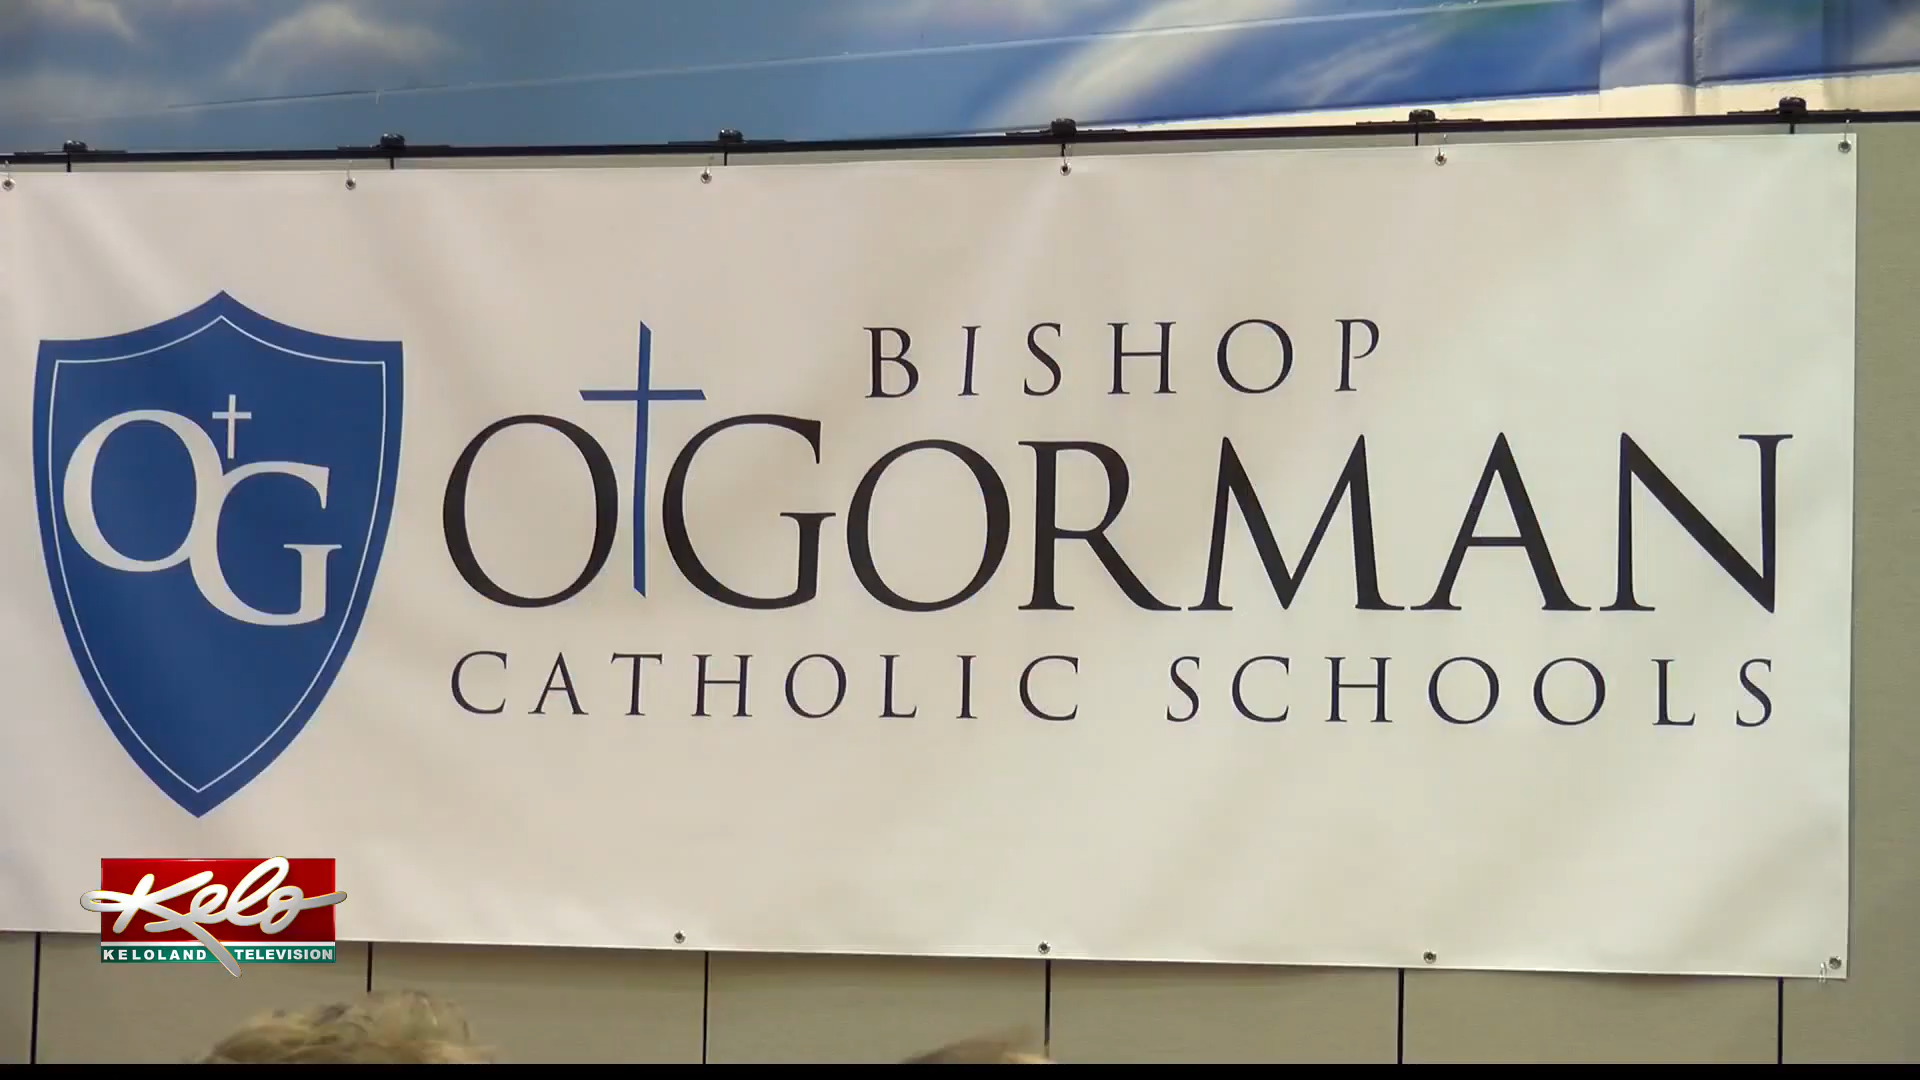 BISHOP
O'GORMAN
CATHOLIC SCHOOLS
OG
Kelo
KELOLAND TELEVISION